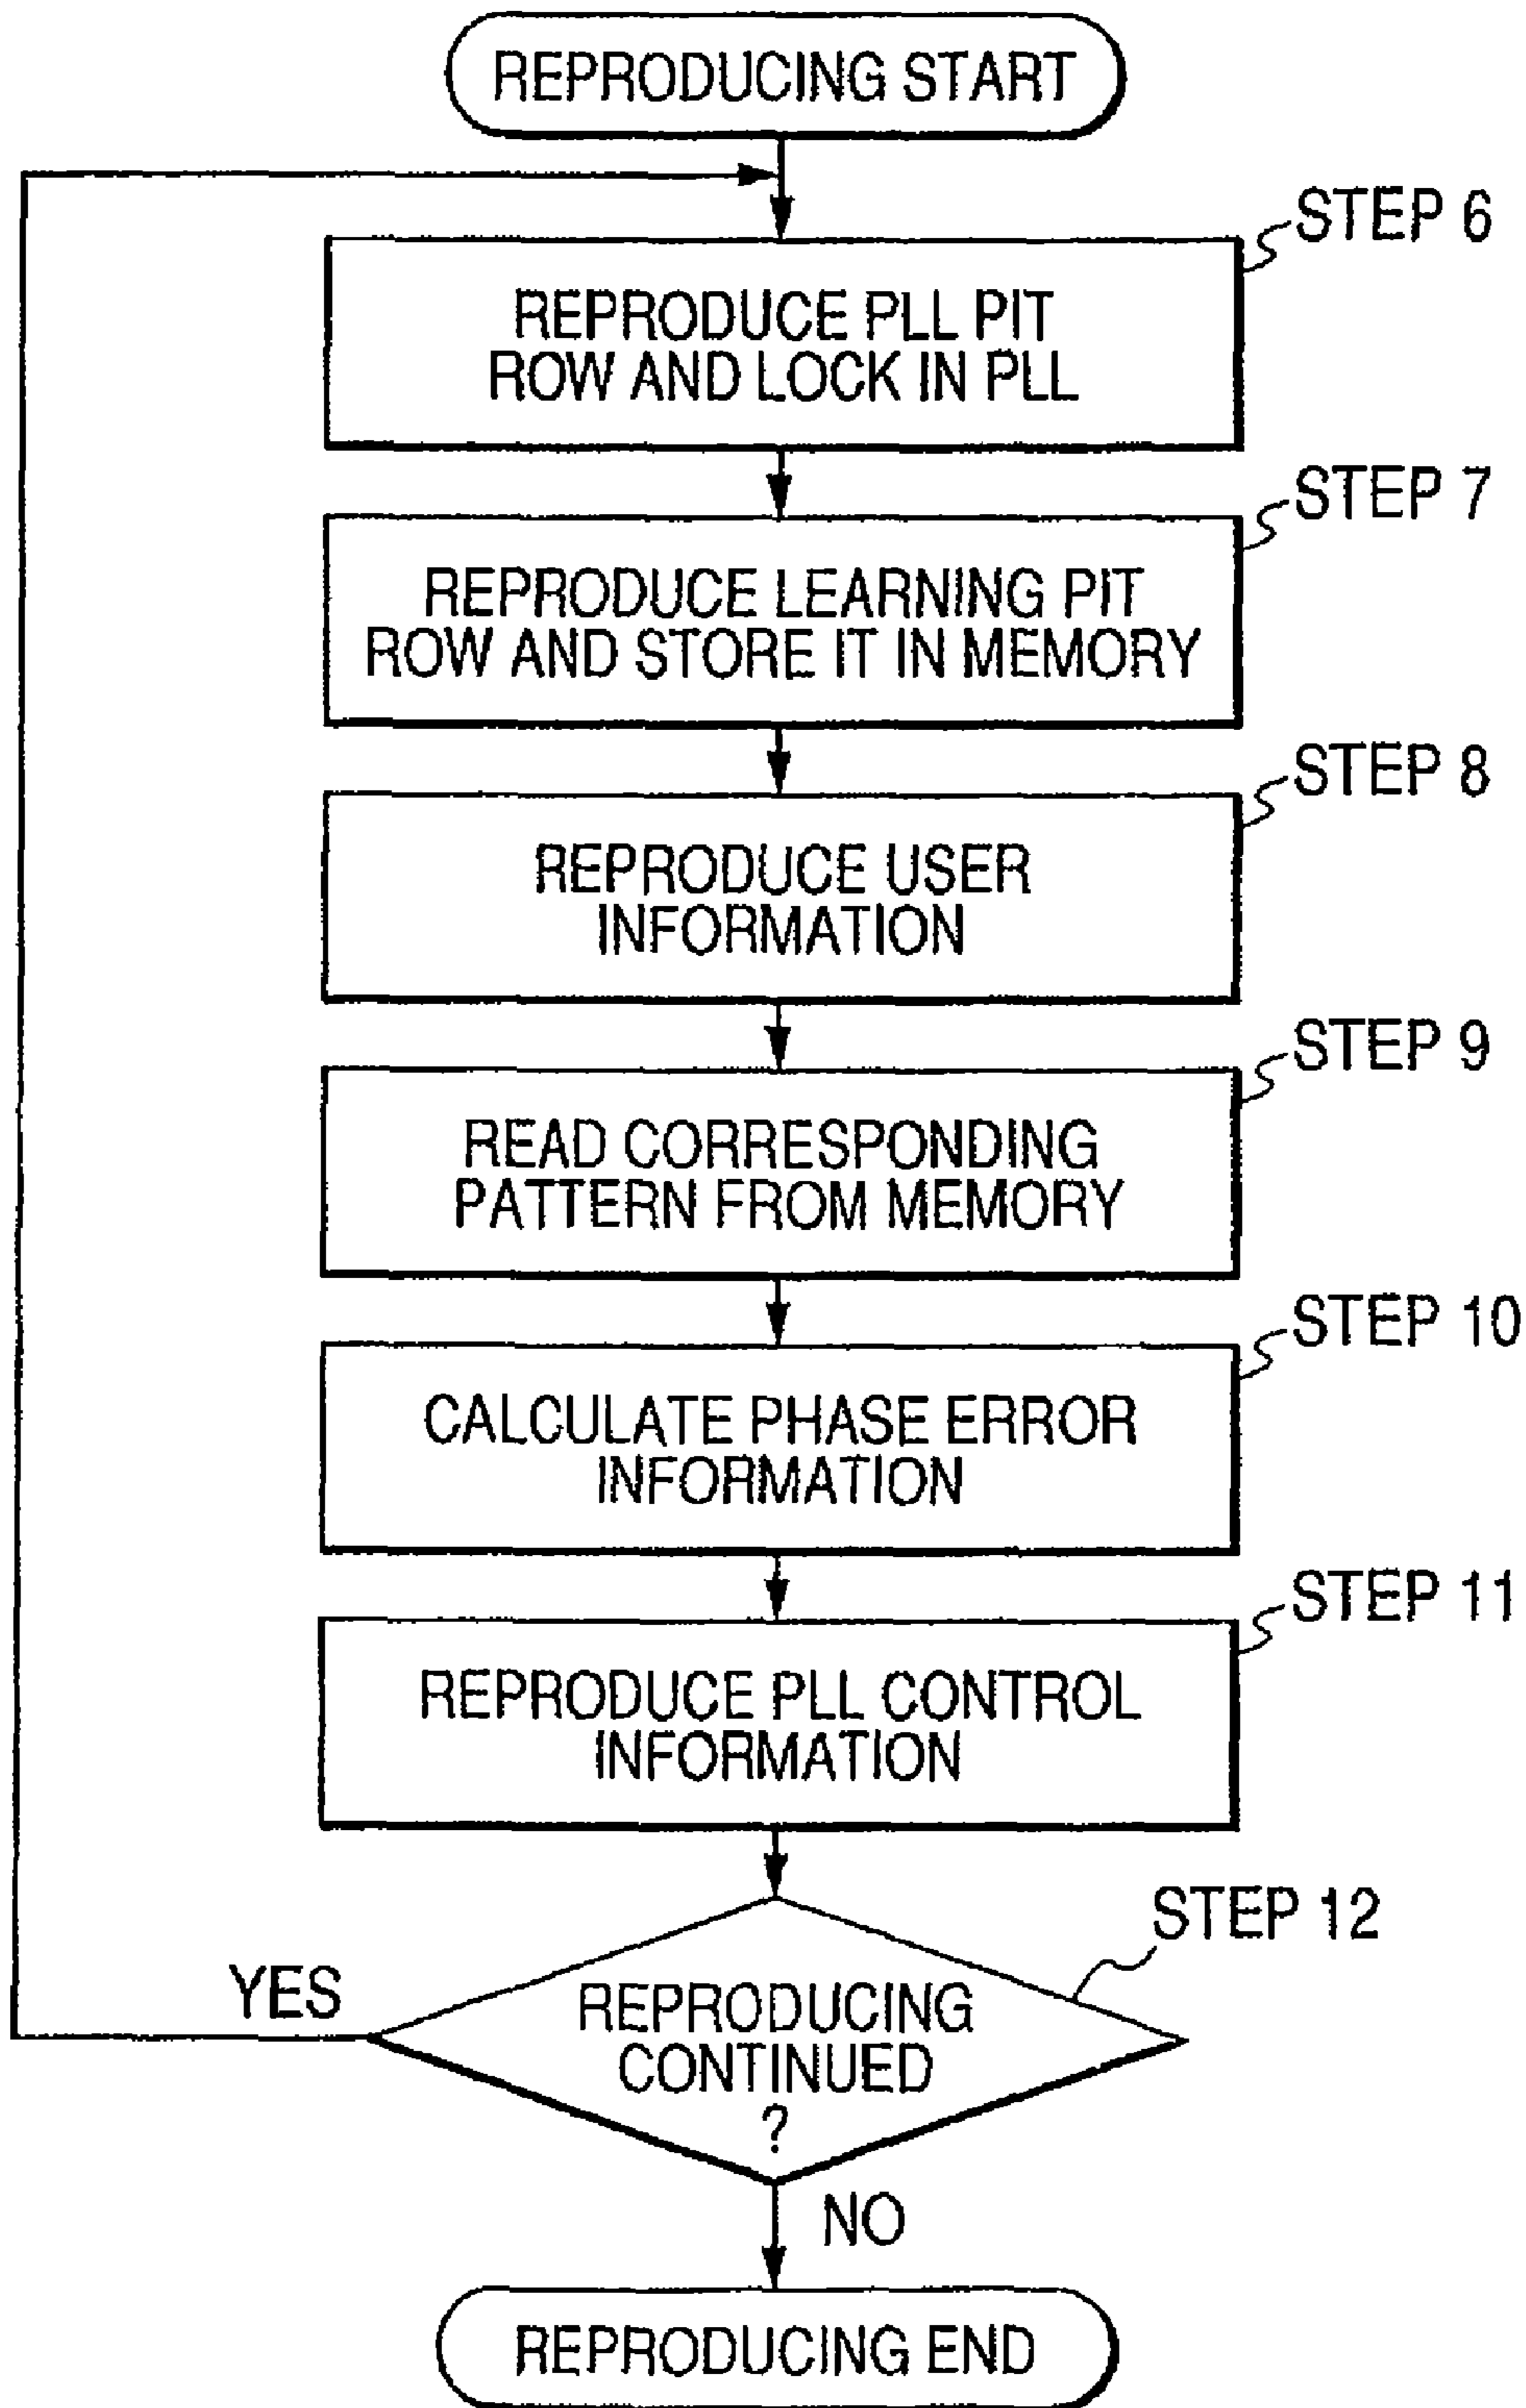 REPRODUCING START
STEP 6
REPRODUCE PLL PIT
ROW AND LOCK IN PLL
STEP 7
REPRODUCE LEARNING PIT
ROW AND STORE IT IN MEMORY
STEP 8
REPRODUCE USER
INFORMATION
STEP 9
READ CORRESPONDING
PATTERN FROM MEMORY
STEP 10
CALCULATE PHASE ERROR
INFORMATION
STEP 11
REPRODUCE PLL CONTROL
INFORMATION
STEP 12
YES
REPRODUCING
CONTINUED
?
NO
REPRODUCING END